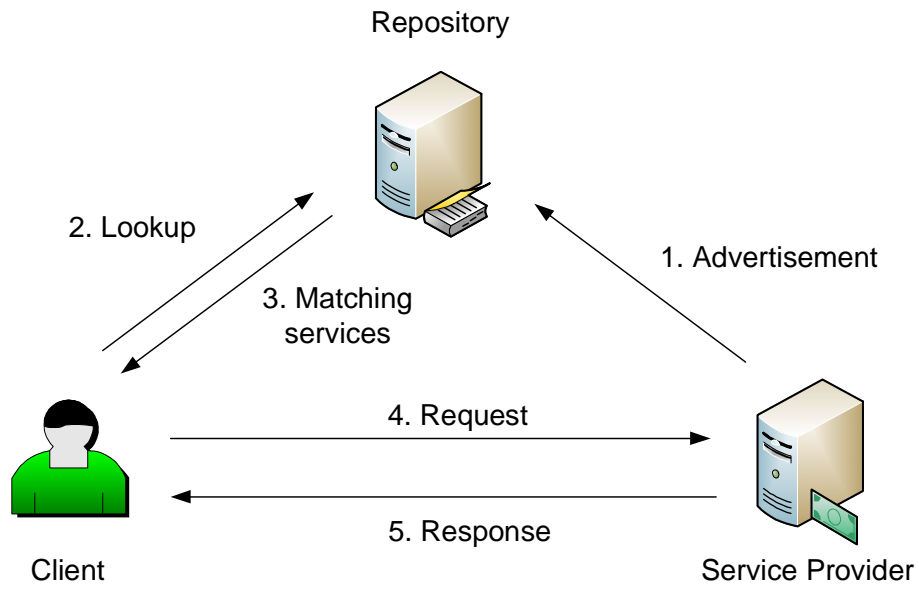 Repository
2. Lookup
1. Advertisement
3. Matching
services
4. Request
5. Response
Client
Service Provider